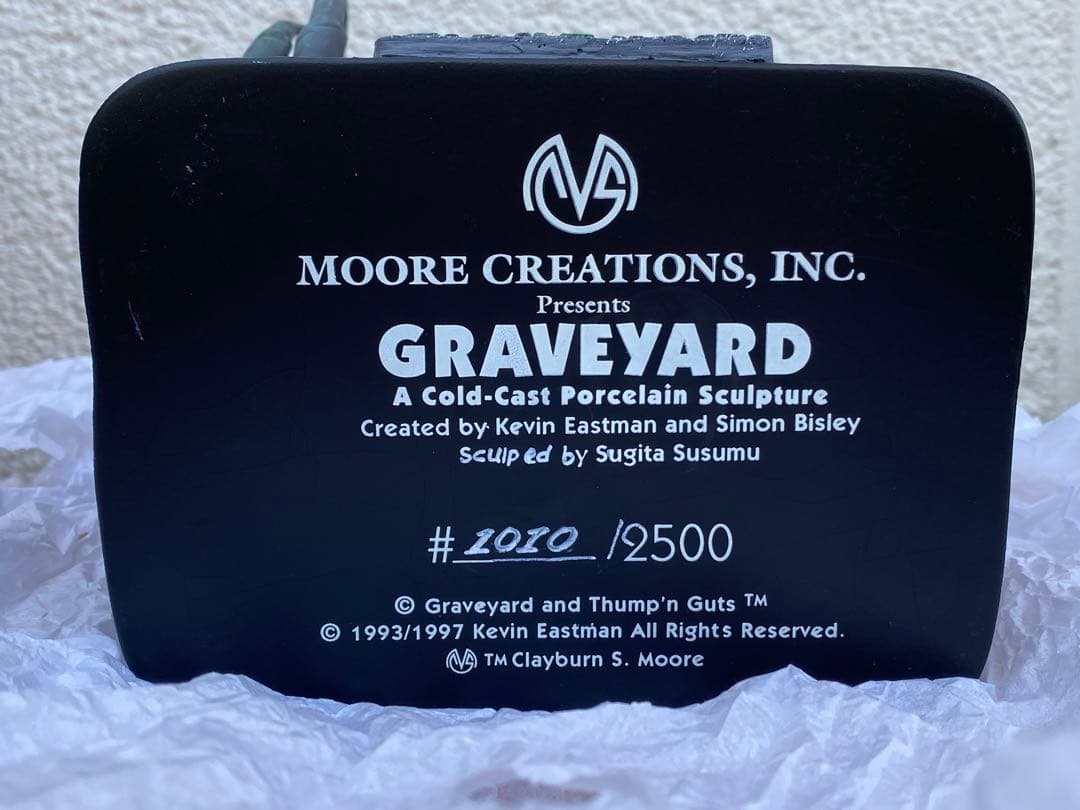 MOORE CREATIONS, INC.
Presents
GRAVEYARD
A Cold-Cast Porcelain Sculpture
Created by Kevin Eastman and Simon Bisley
Sculped by Sugita Susumu
# 1010 /2500
© Graveyard and Thump'n Guts ™
© 1993/1997 Kevin Eastman All Rights Reserved.
™ Clayburn S. Moore